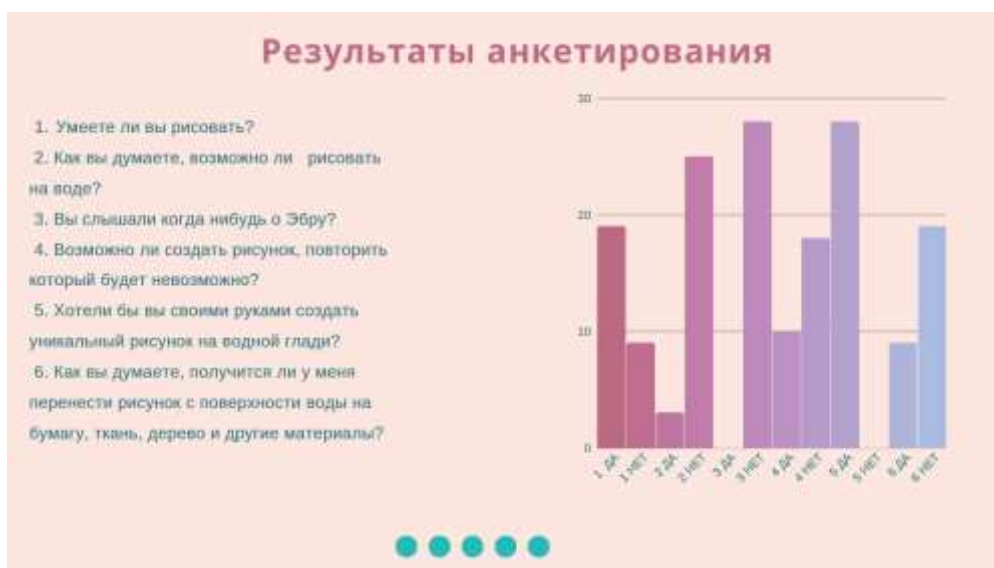 Результаты анкетирования
1. Умеете ли вы рисовать?
2. Как вы думаете, возможно ли рисовать
на воде?
3. Вы слышали когда нибудь о Эбру?
4. Возможно ли создать рисунок, повторить
который будет невозможно?
5. Хотели бы вы своими руками создать
уникальный рисунок на водной глади?
6. Как вы думаете, получится ли у меня
перенести рисунок с поверхности воды на
бумагу, ткань, дерево и другие материалы?
30
20
10
0
1 ДА
1 НЕТ
2 ДА
2 НЕТ
3 ДА
3 НЕТ
4 ДА
4 НЕТ
5 ДА
5 НЕТ
6 ДА
6 НЕТ